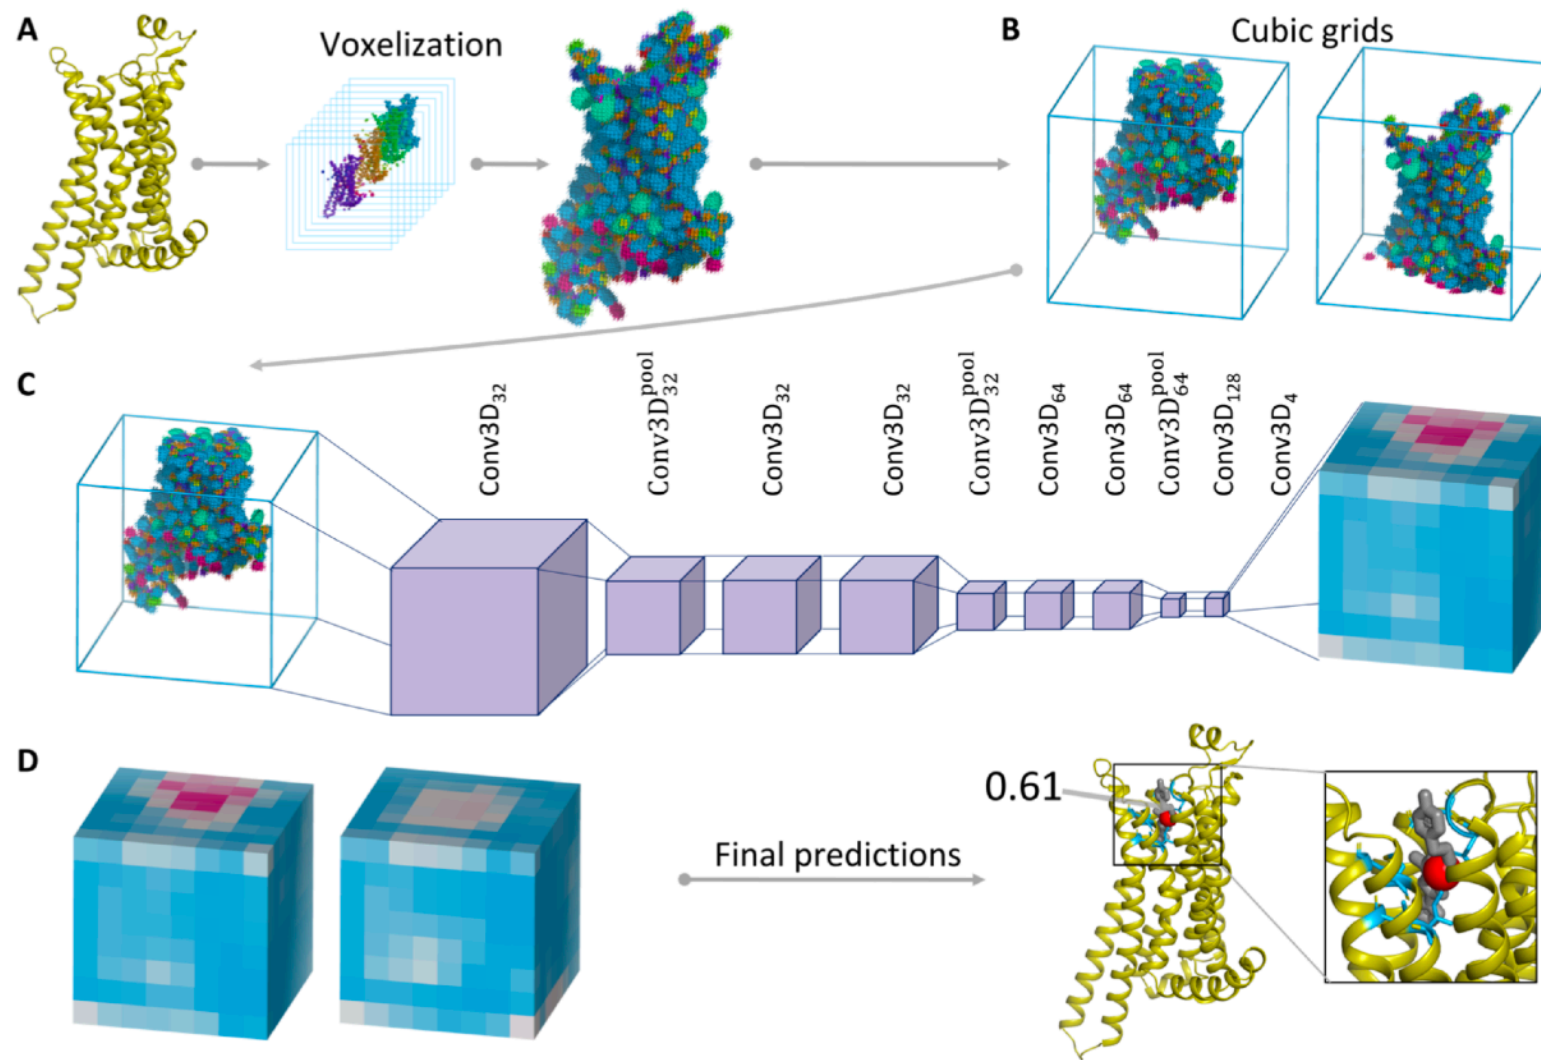 A
Voxelization
B
Cubic grids
C
Conv3D₃₂
Conv3D₃₂ᵖᵒᵒˡ
Conv3D₃₂
Conv3D₃₂
Conv3D₃₂ᵖᵒᵒˡ
Conv3D₆₄
Conv3D₆₄
Conv3D₆₄ᵖᵒᵒˡ
Conv3D₁₂₈
Conv3D₄
D
0.61
Final predictions